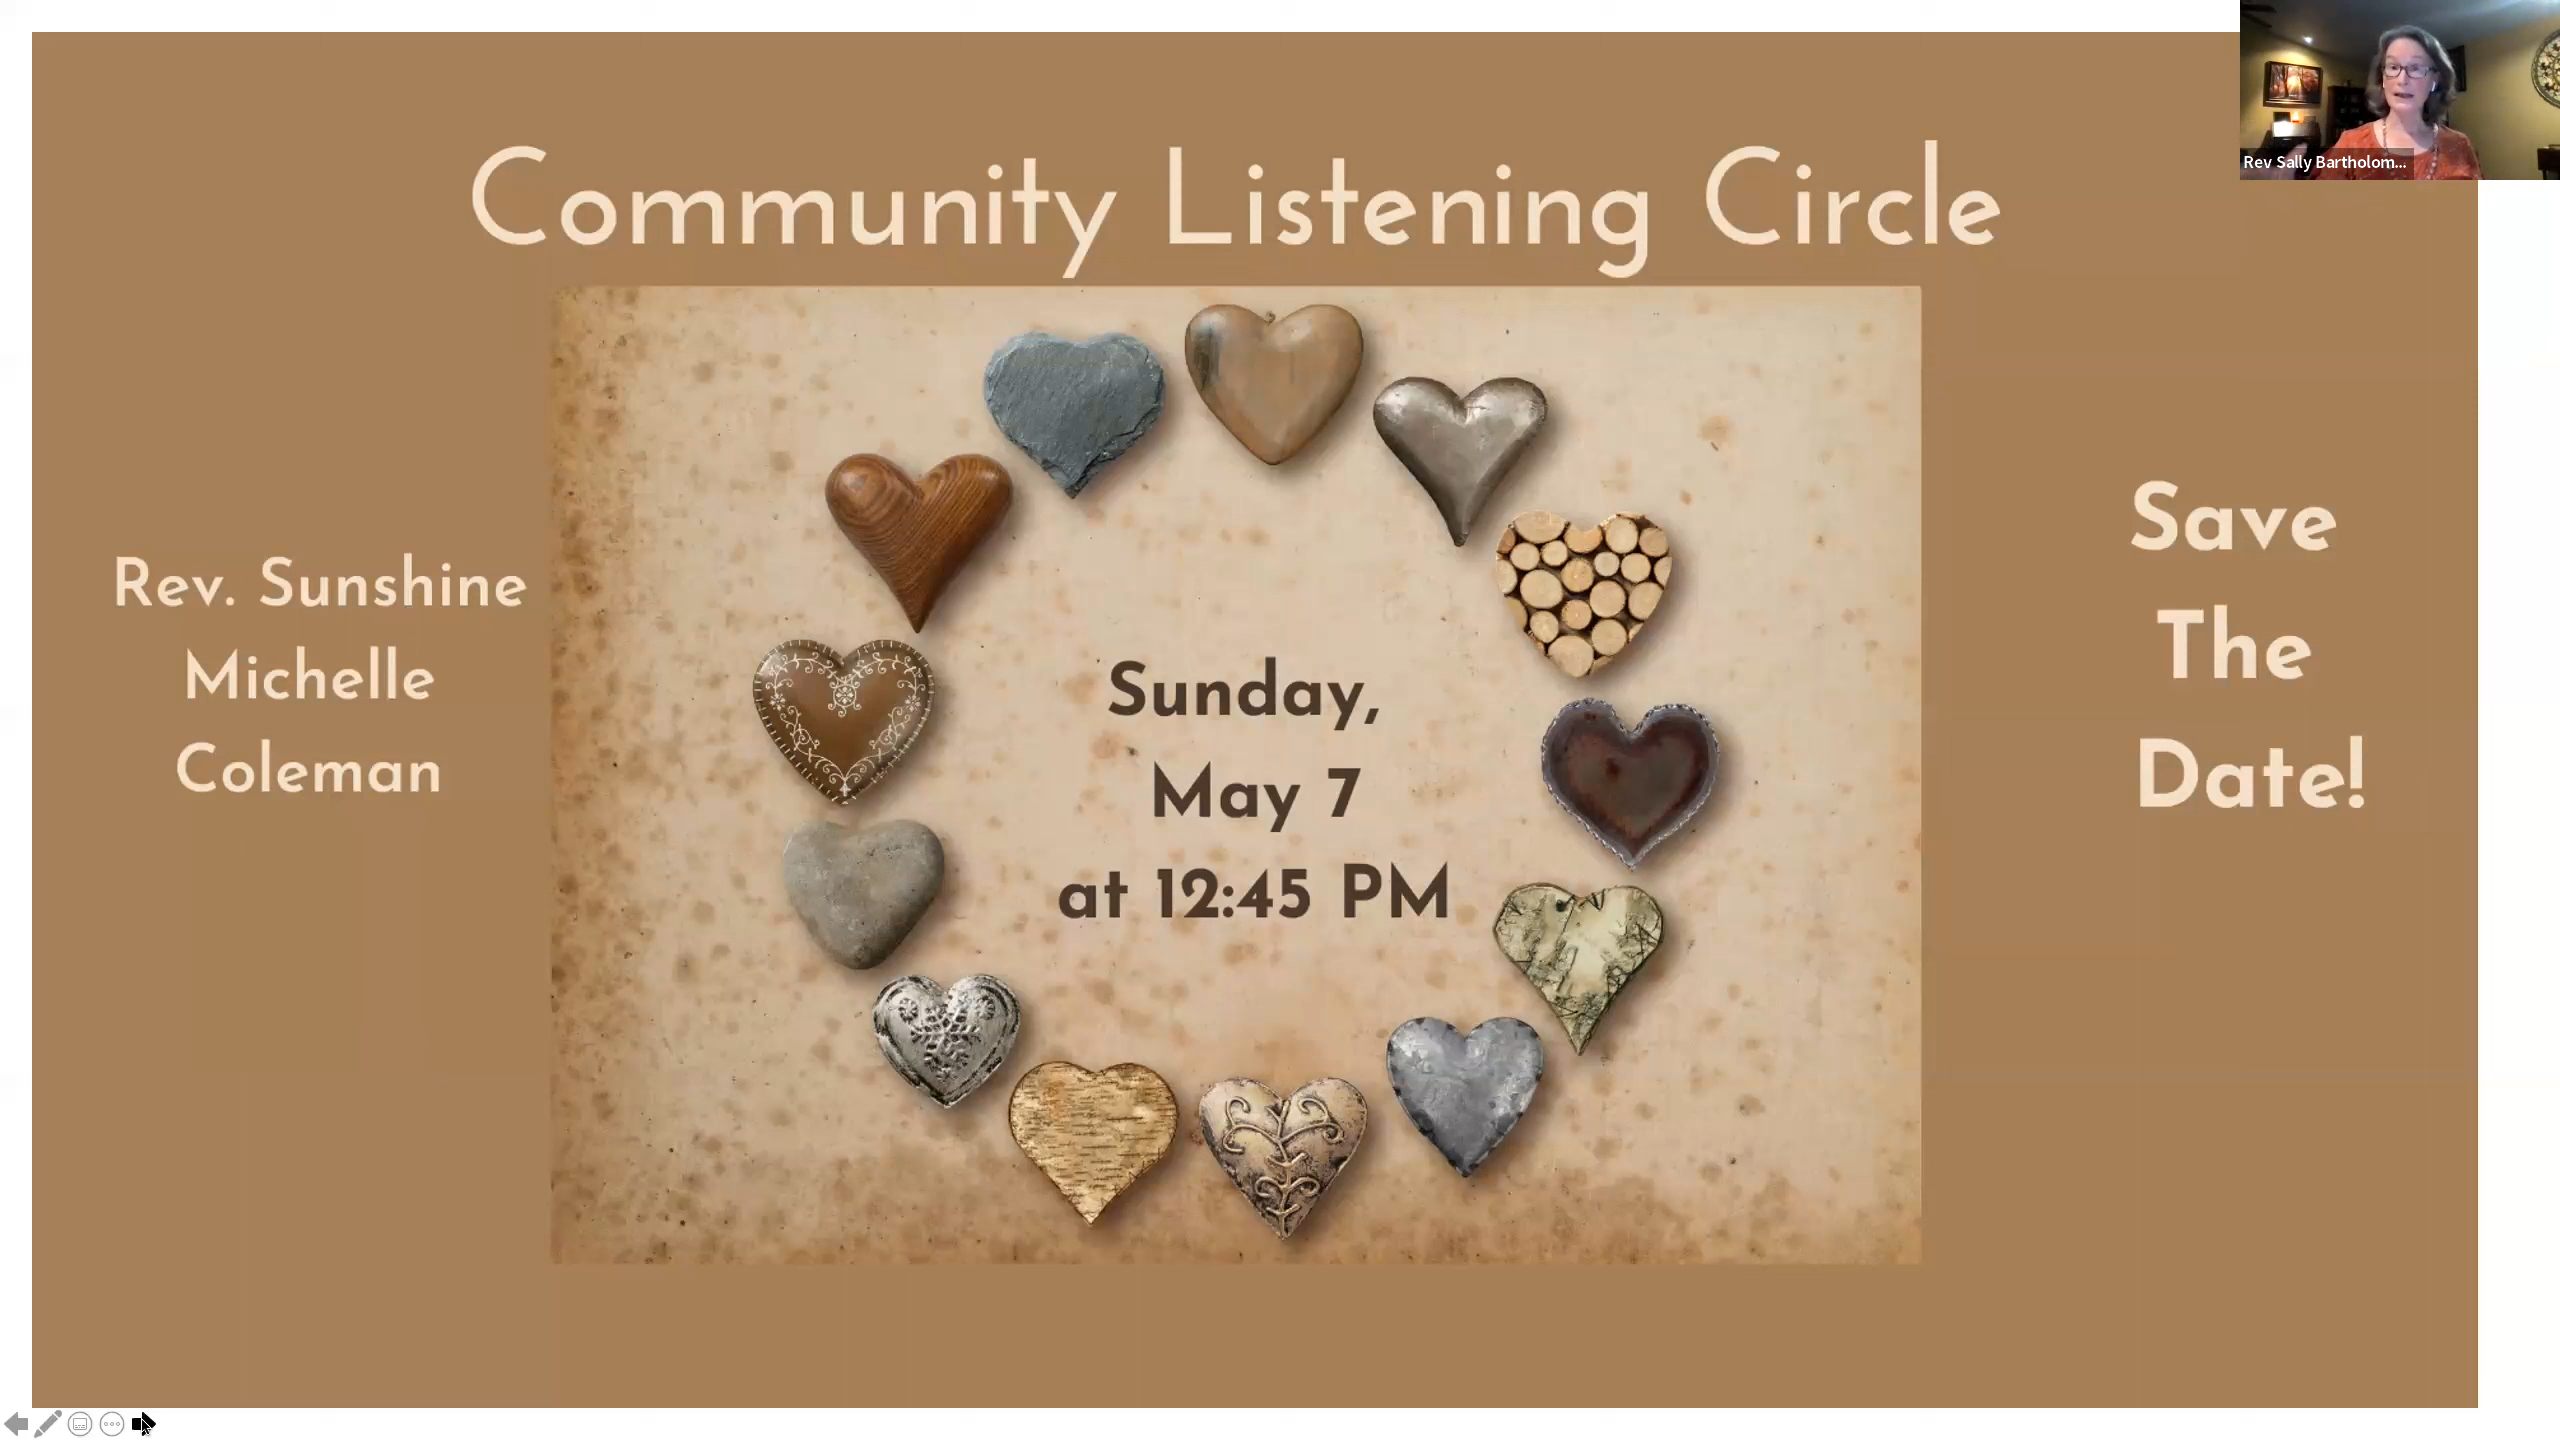 Rev Sally Bartholom...
Community Listening Circle
Rev. Sunshine
Michelle
Coleman
Sunday,
May 7
at 12:45 PM
Save
The
Date!